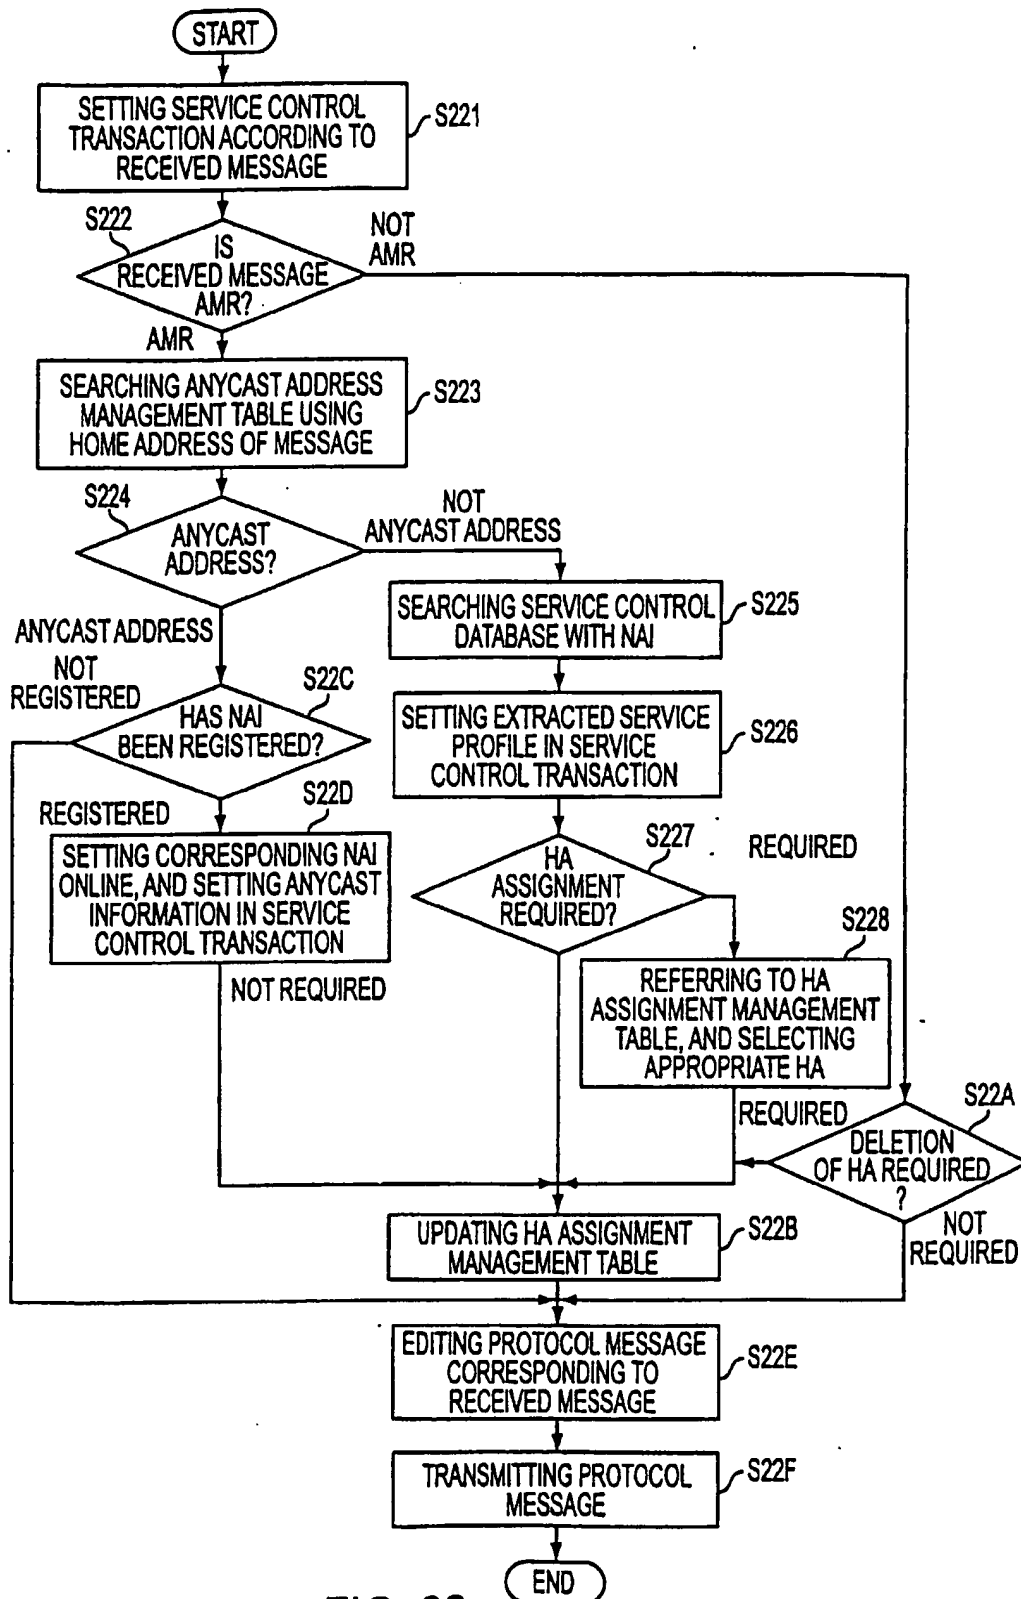 START
SETTING SERVICE CONTROL
TRANSACTION ACCORDING TO
RECEIVED MESSAGE
S221
S222
IS
RECEIVED MESSAGE
AMR?
NOT
AMR
AMR
SEARCHING ANYCAST ADDRESS
MANAGEMENT TABLE USING
HOME ADDRESS OF MESSAGE
S223
S224
ANYCAST
ADDRESS?
NOT
ANYCAST ADDRESS
SEARCHING SERVICE CONTROL
DATABASE WITH NAI
S225
ANYCAST ADDRESS
NOT
REGISTERED
S22C
HAS NAI
BEEN REGISTERED?
SETTING EXTRACTED SERVICE
PROFILE IN SERVICE
CONTROL TRANSACTION
S226
REGISTERED
S22D
SETTING CORRESPONDING NAI
ONLINE, AND SETTING ANYCAST
INFORMATION IN SERVICE
CONTROL TRANSACTION
HA
ASSIGNMENT
REQUIRED?
S227
REQUIRED
S228
REFERRING TO HA
ASSIGNMENT MANAGEMENT
TABLE, AND SELECTING
APPROPRIATE HA
NOT REQUIRED
REQUIRED
S22A
DELETION
OF HA REQUIRED
?
NOT
REQUIRED
UPDATING HA ASSIGNMENT
MANAGEMENT TABLE
S22B
EDITING PROTOCOL MESSAGE
CORRESPONDING TO
RECEIVED MESSAGE
S22E
TRANSMITTING PROTOCOL
MESSAGE
S22F
END